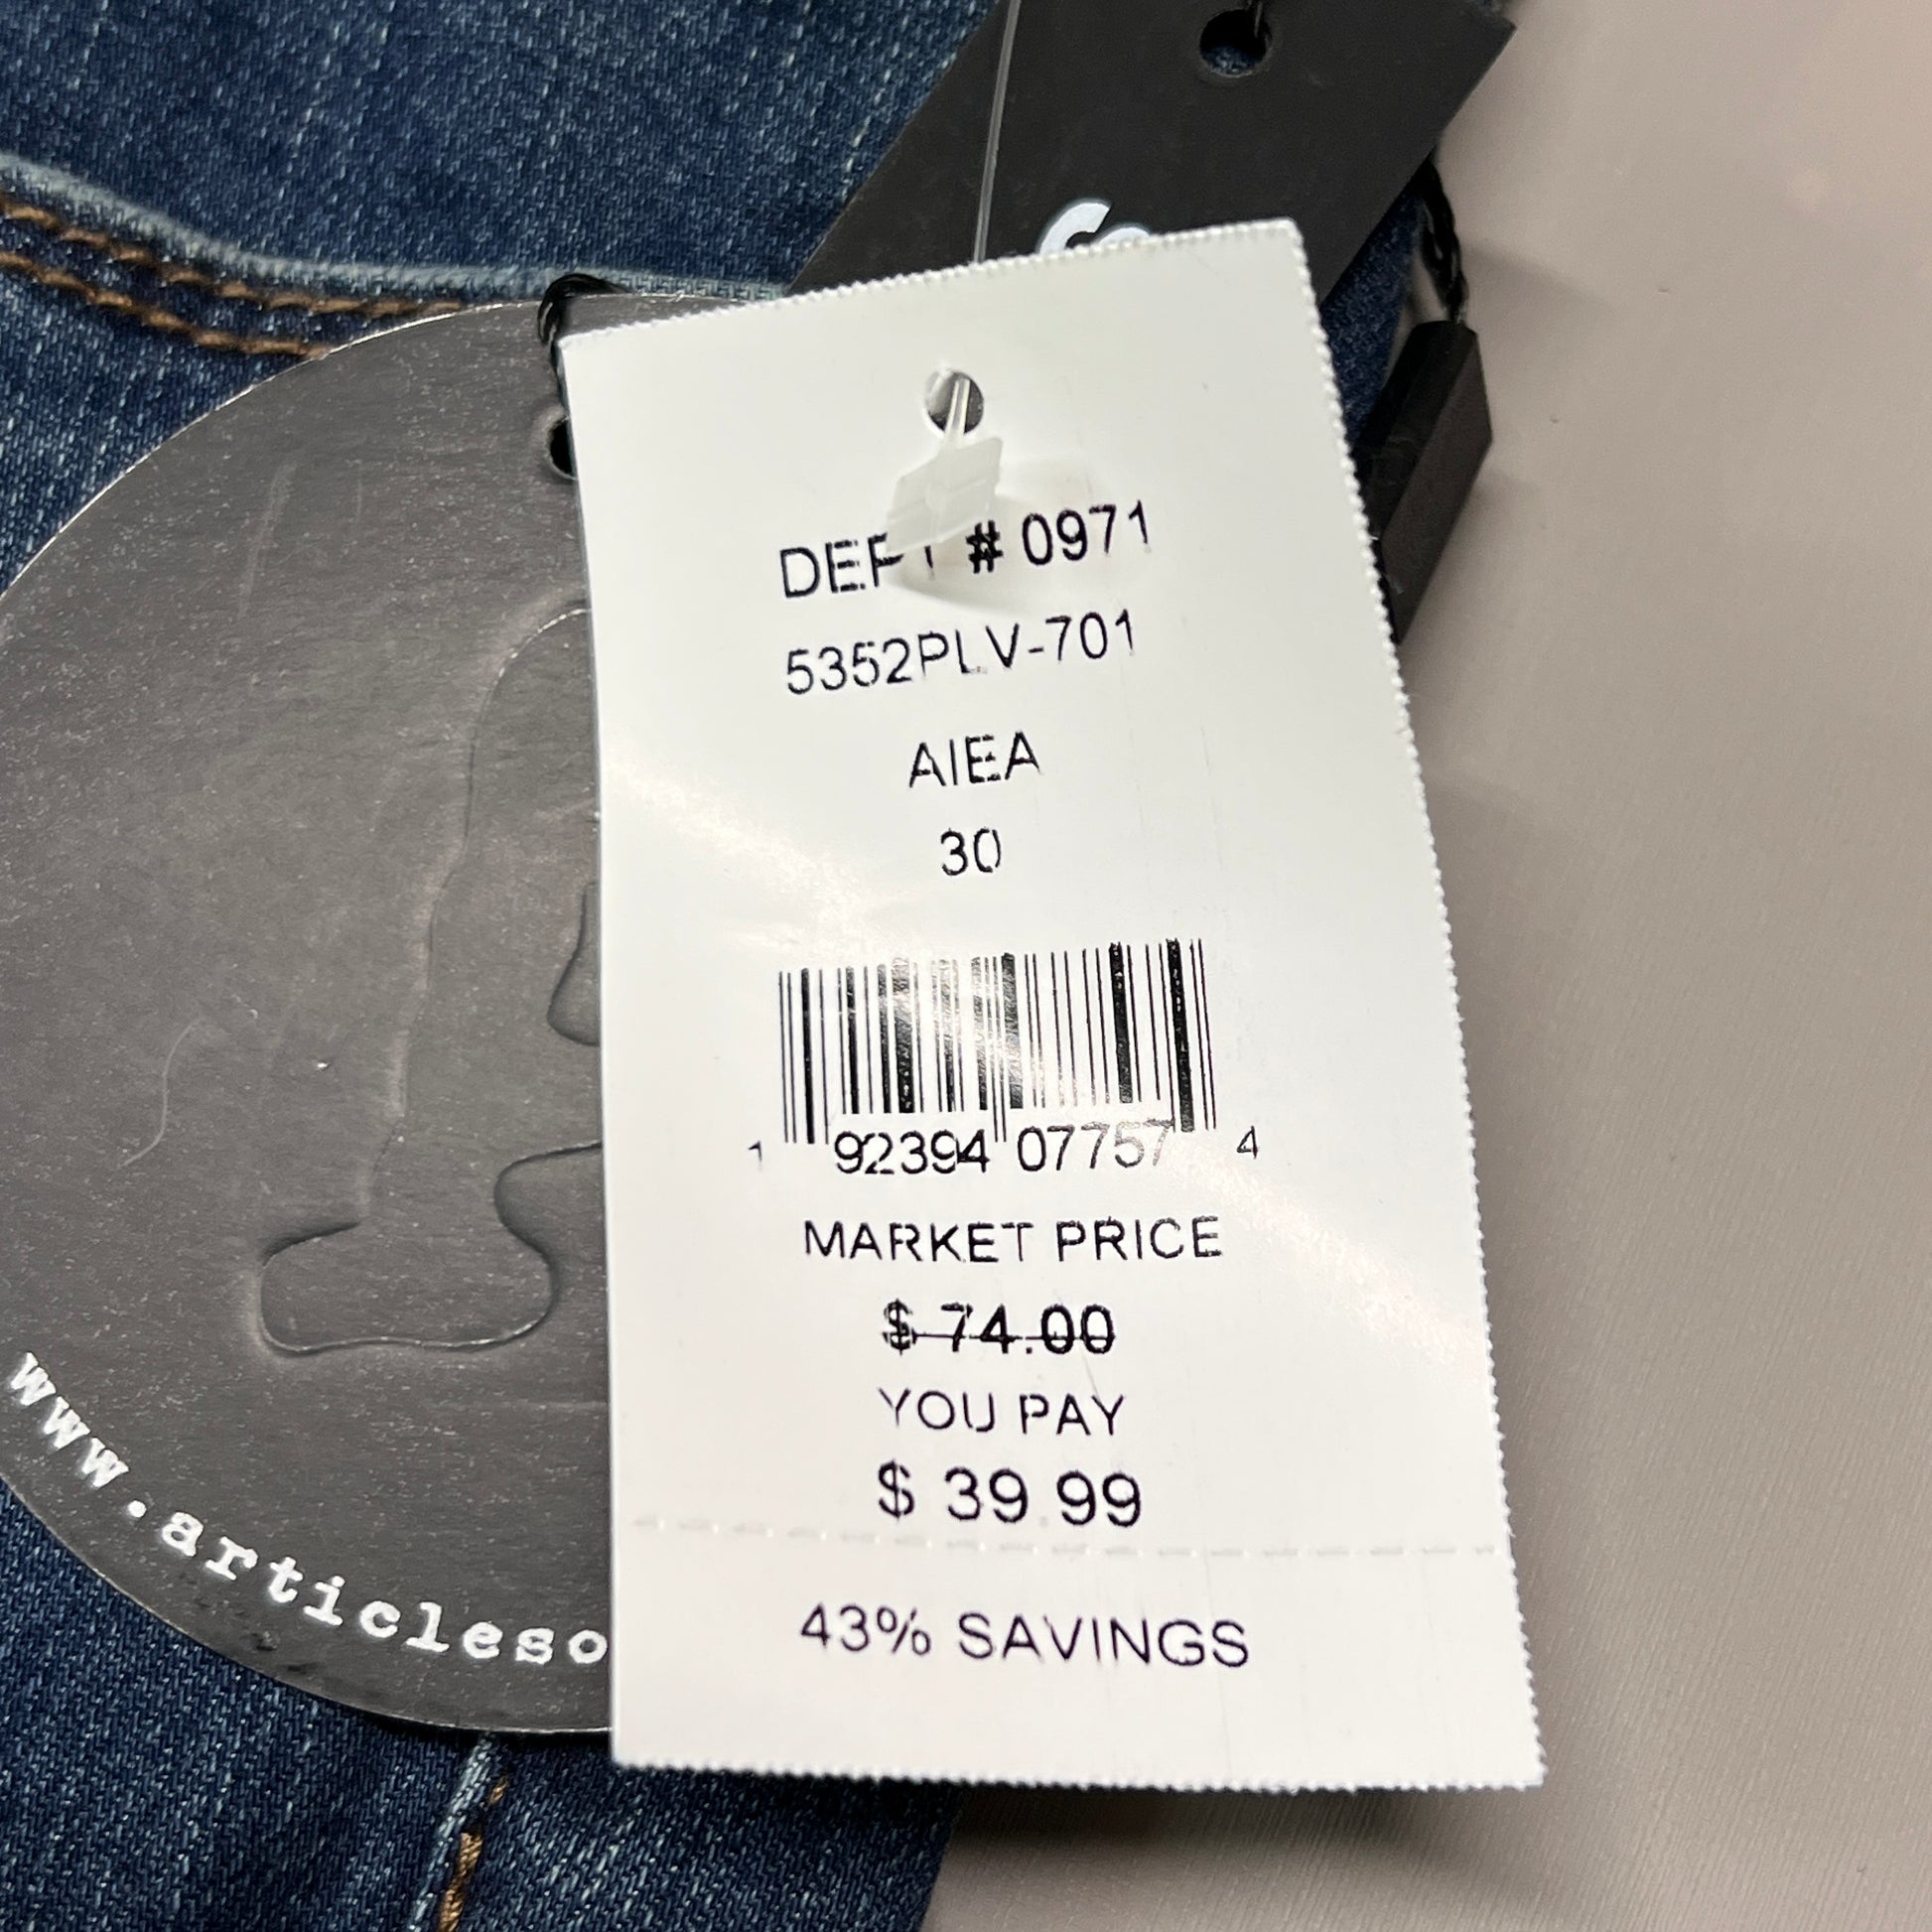 DEPT # 0971
5352PLV-701
AIEA
30
1 92394 07757 4
MARKET PRICE
$ 74.00
YOU PAY
$ 39.99
43% SAVINGS
www.articleso